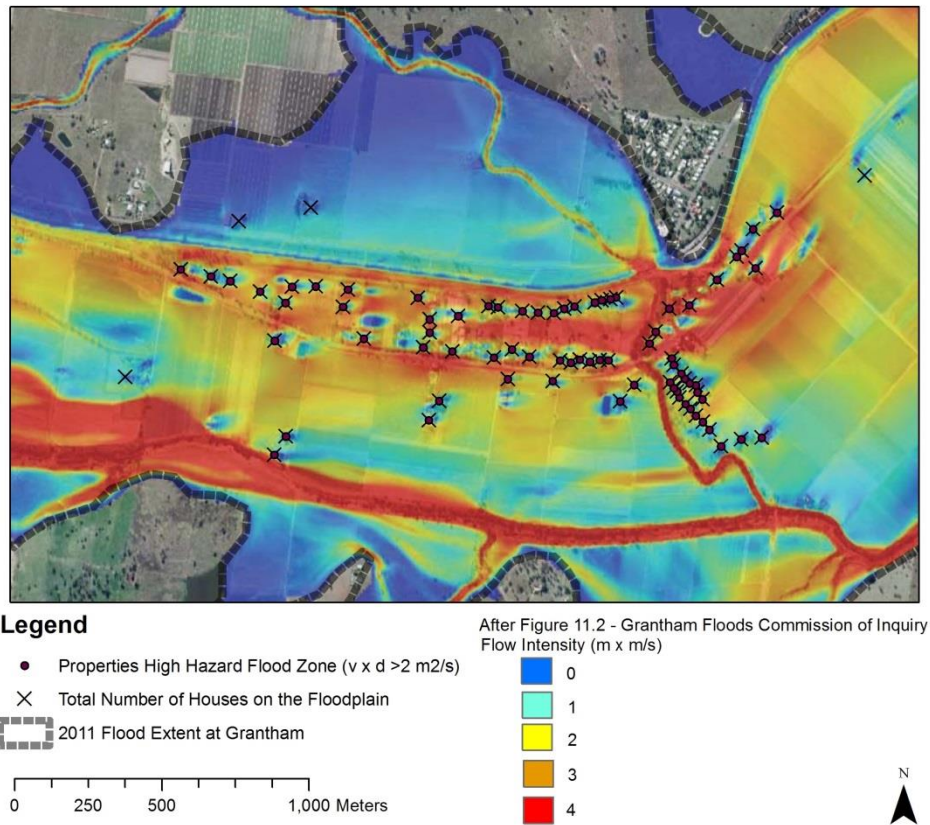 Legend
Properties High Hazard Flood Zone (v x d >2 m2/s)
Total Number of Houses on the Floodplain
2011 Flood Extent at Grantham
0 250 500 1,000 Meters
After Figure 11.2 - Grantham Floods Commission of Inquiry
Flow Intensity (m x m/s)
0
1
2
3
4
N